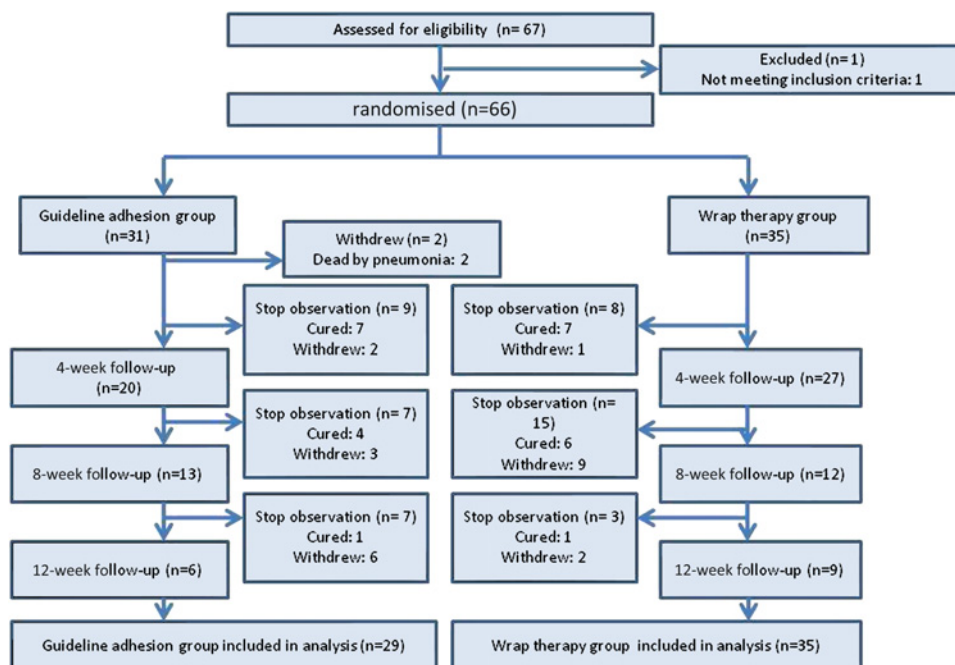 Assessed for eligibility (n= 67)
Excluded (n= 1)
Not meeting inclusion criteria: 1
randomised (n=66)
Guideline adhesion group
(n=31)
Wrap therapy group
(n=35)
Withdrew (n= 2)
Dead by pneumonia: 2
Stop observation (n= 9)
Cured: 7
Withdrew: 2
Stop observation (n= 8)
Cured: 7
Withdrew: 1
4-week follow-up
(n=20)
4-week follow-up (n=27)
Stop observation (n= 7)
Cured: 4
Withdrew: 3
Stop observation (n=
15)
Cured: 6
Withdrew: 9
8-week follow-up (n=13)
8-week follow-up (n=12)
Stop observation (n= 7)
Cured: 1
Withdrew: 6
Stop observation (n= 3)
Cured: 1
Withdrew: 2
12-week follow-up (n=6)
12-week follow-up (n=9)
Guideline adhesion group included in analysis (n=29)
Wrap therapy group included in analysis (n=35)